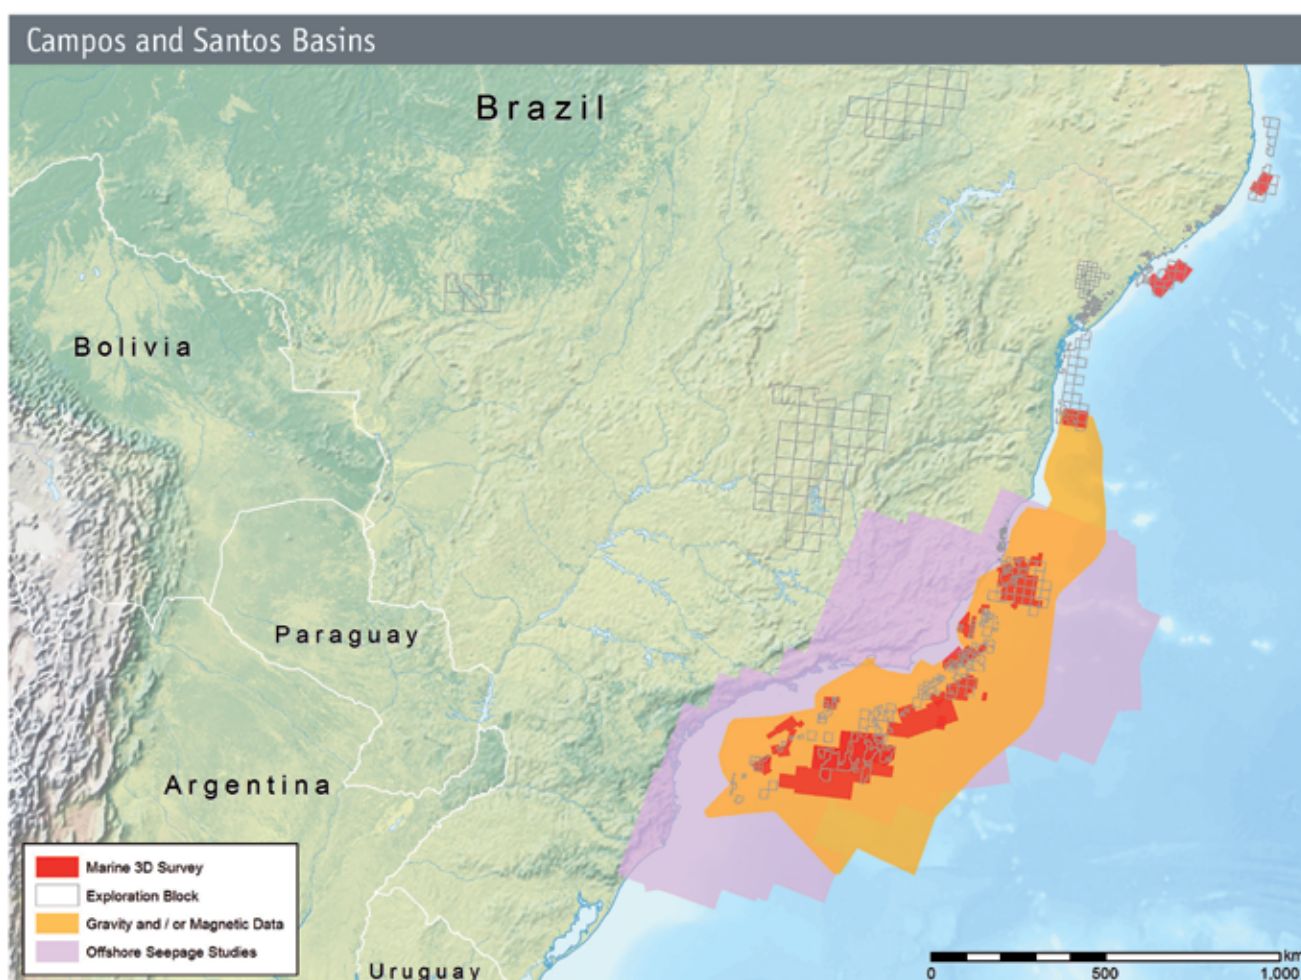 Campos and Santos Basins
Brazil
Bolivia
Paraguay
Argentina
Marine 3D Survey
Exploration Block
Gravity and / or Magnetic Data
Offshore Seepage Studies
Uruguay
km
0 500 1,000